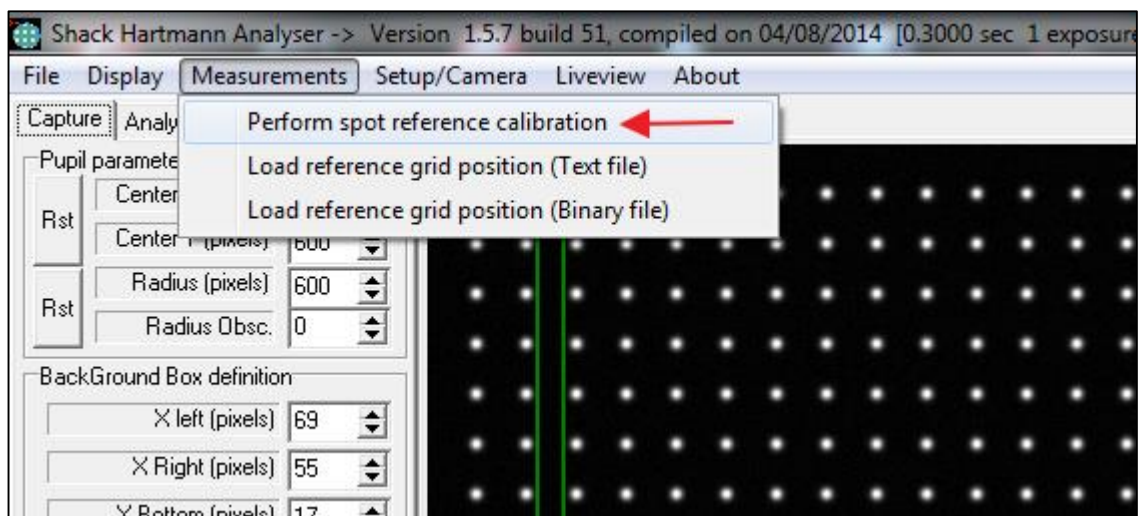 Shack Hartmann Analyser -> Version 1.5.7 build 51, compiled on 04/08/2014 [0.3000 sec 1 exposure
File Display Measurements Setup/Camera Liveview About
Capture Analy
Perform spot reference calibration
Load reference grid position (Text file)
Load reference grid position (Binary file)
Pupil paramete
Rst
Center
Center Y (pixels) 600
Rst
Radius (pixels) 600
Radius Obsc. 0
BackGround Box definition
X left (pixels) 69
X Right (pixels) 55
Y Bottom (pixels) 17